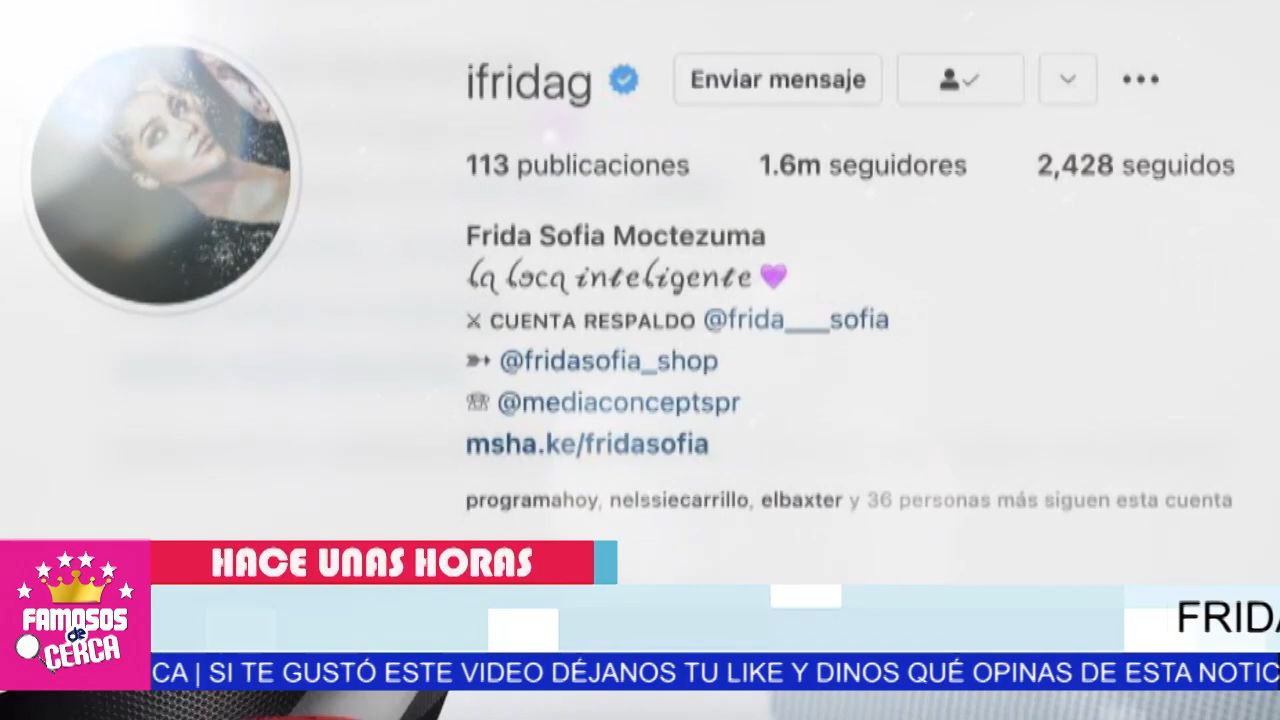 ifridag Enviar mensaje
113 publicaciones 1.6m seguidores 2,428 seguidos
Frida Sofia Moctezuma
la loca inteligente 💜
⚔ CUENTA RESPALDO @frida___sofia
➽ @fridasofia_shop
☏ @mediaconceptspr
msha.ke/fridasofia
programahoy, nelssiecarrillo, elbaxter y 36 personas más siguen esta cuenta
HACE UNAS HORAS
FAMOSOS
de
CERCA
FRIDA
CA | SI TE GUSTÓ ESTE VIDEO DÉJANOS TU LIKE Y DINOS QUÉ OPINAS DE ESTA NOTIC